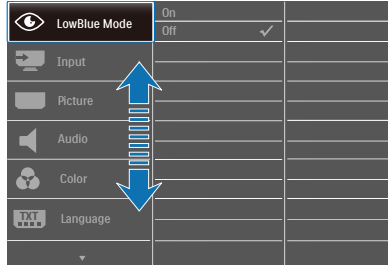 LowBlue Mode
On
Off
Input
Picture
Audio
Color
TXT
Language